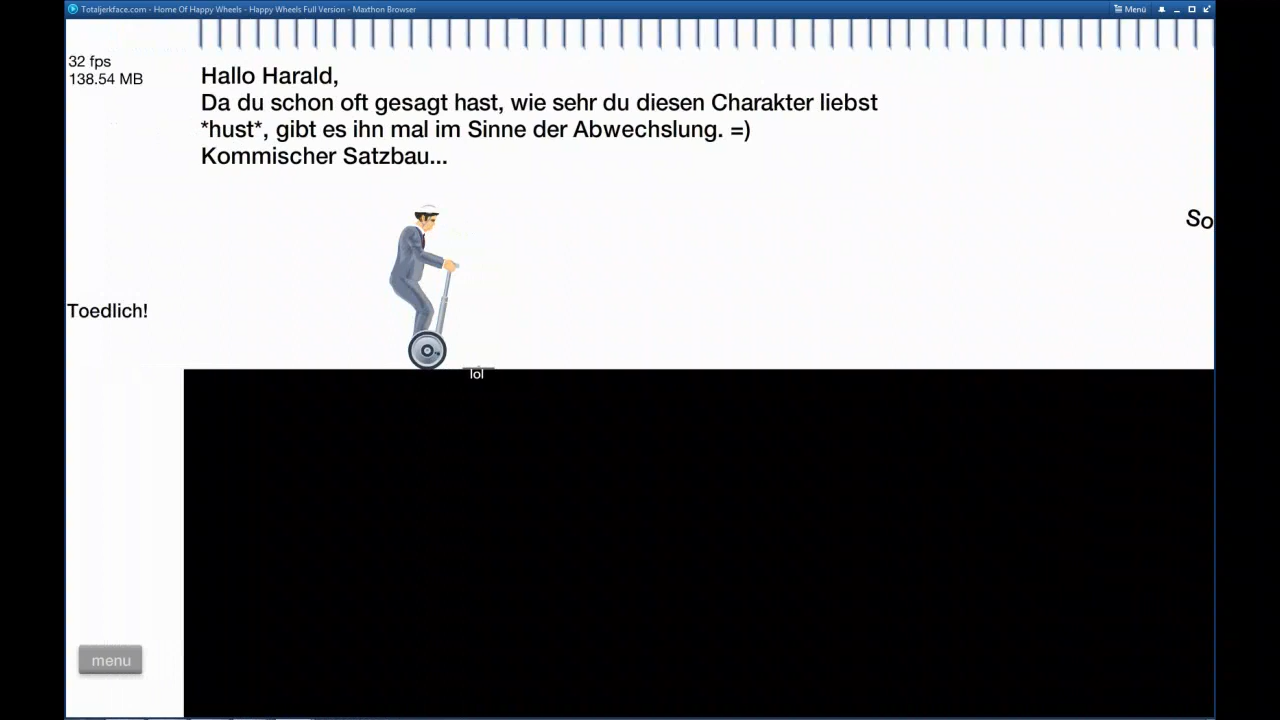 Totaljerkface.com - Home Of Happy Wheels - Happy Wheels Full Version - Maxthon Browser
Menü
32 fps
138.54 MB
Hallo Harald,
Da du schon oft gesagt hast, wie sehr du diesen Charakter liebst
*hust*, gibt es ihn mal im Sinne der Abwechslung. =)
Kommischer Satzbau...
So
Toedlich!
lol
menu